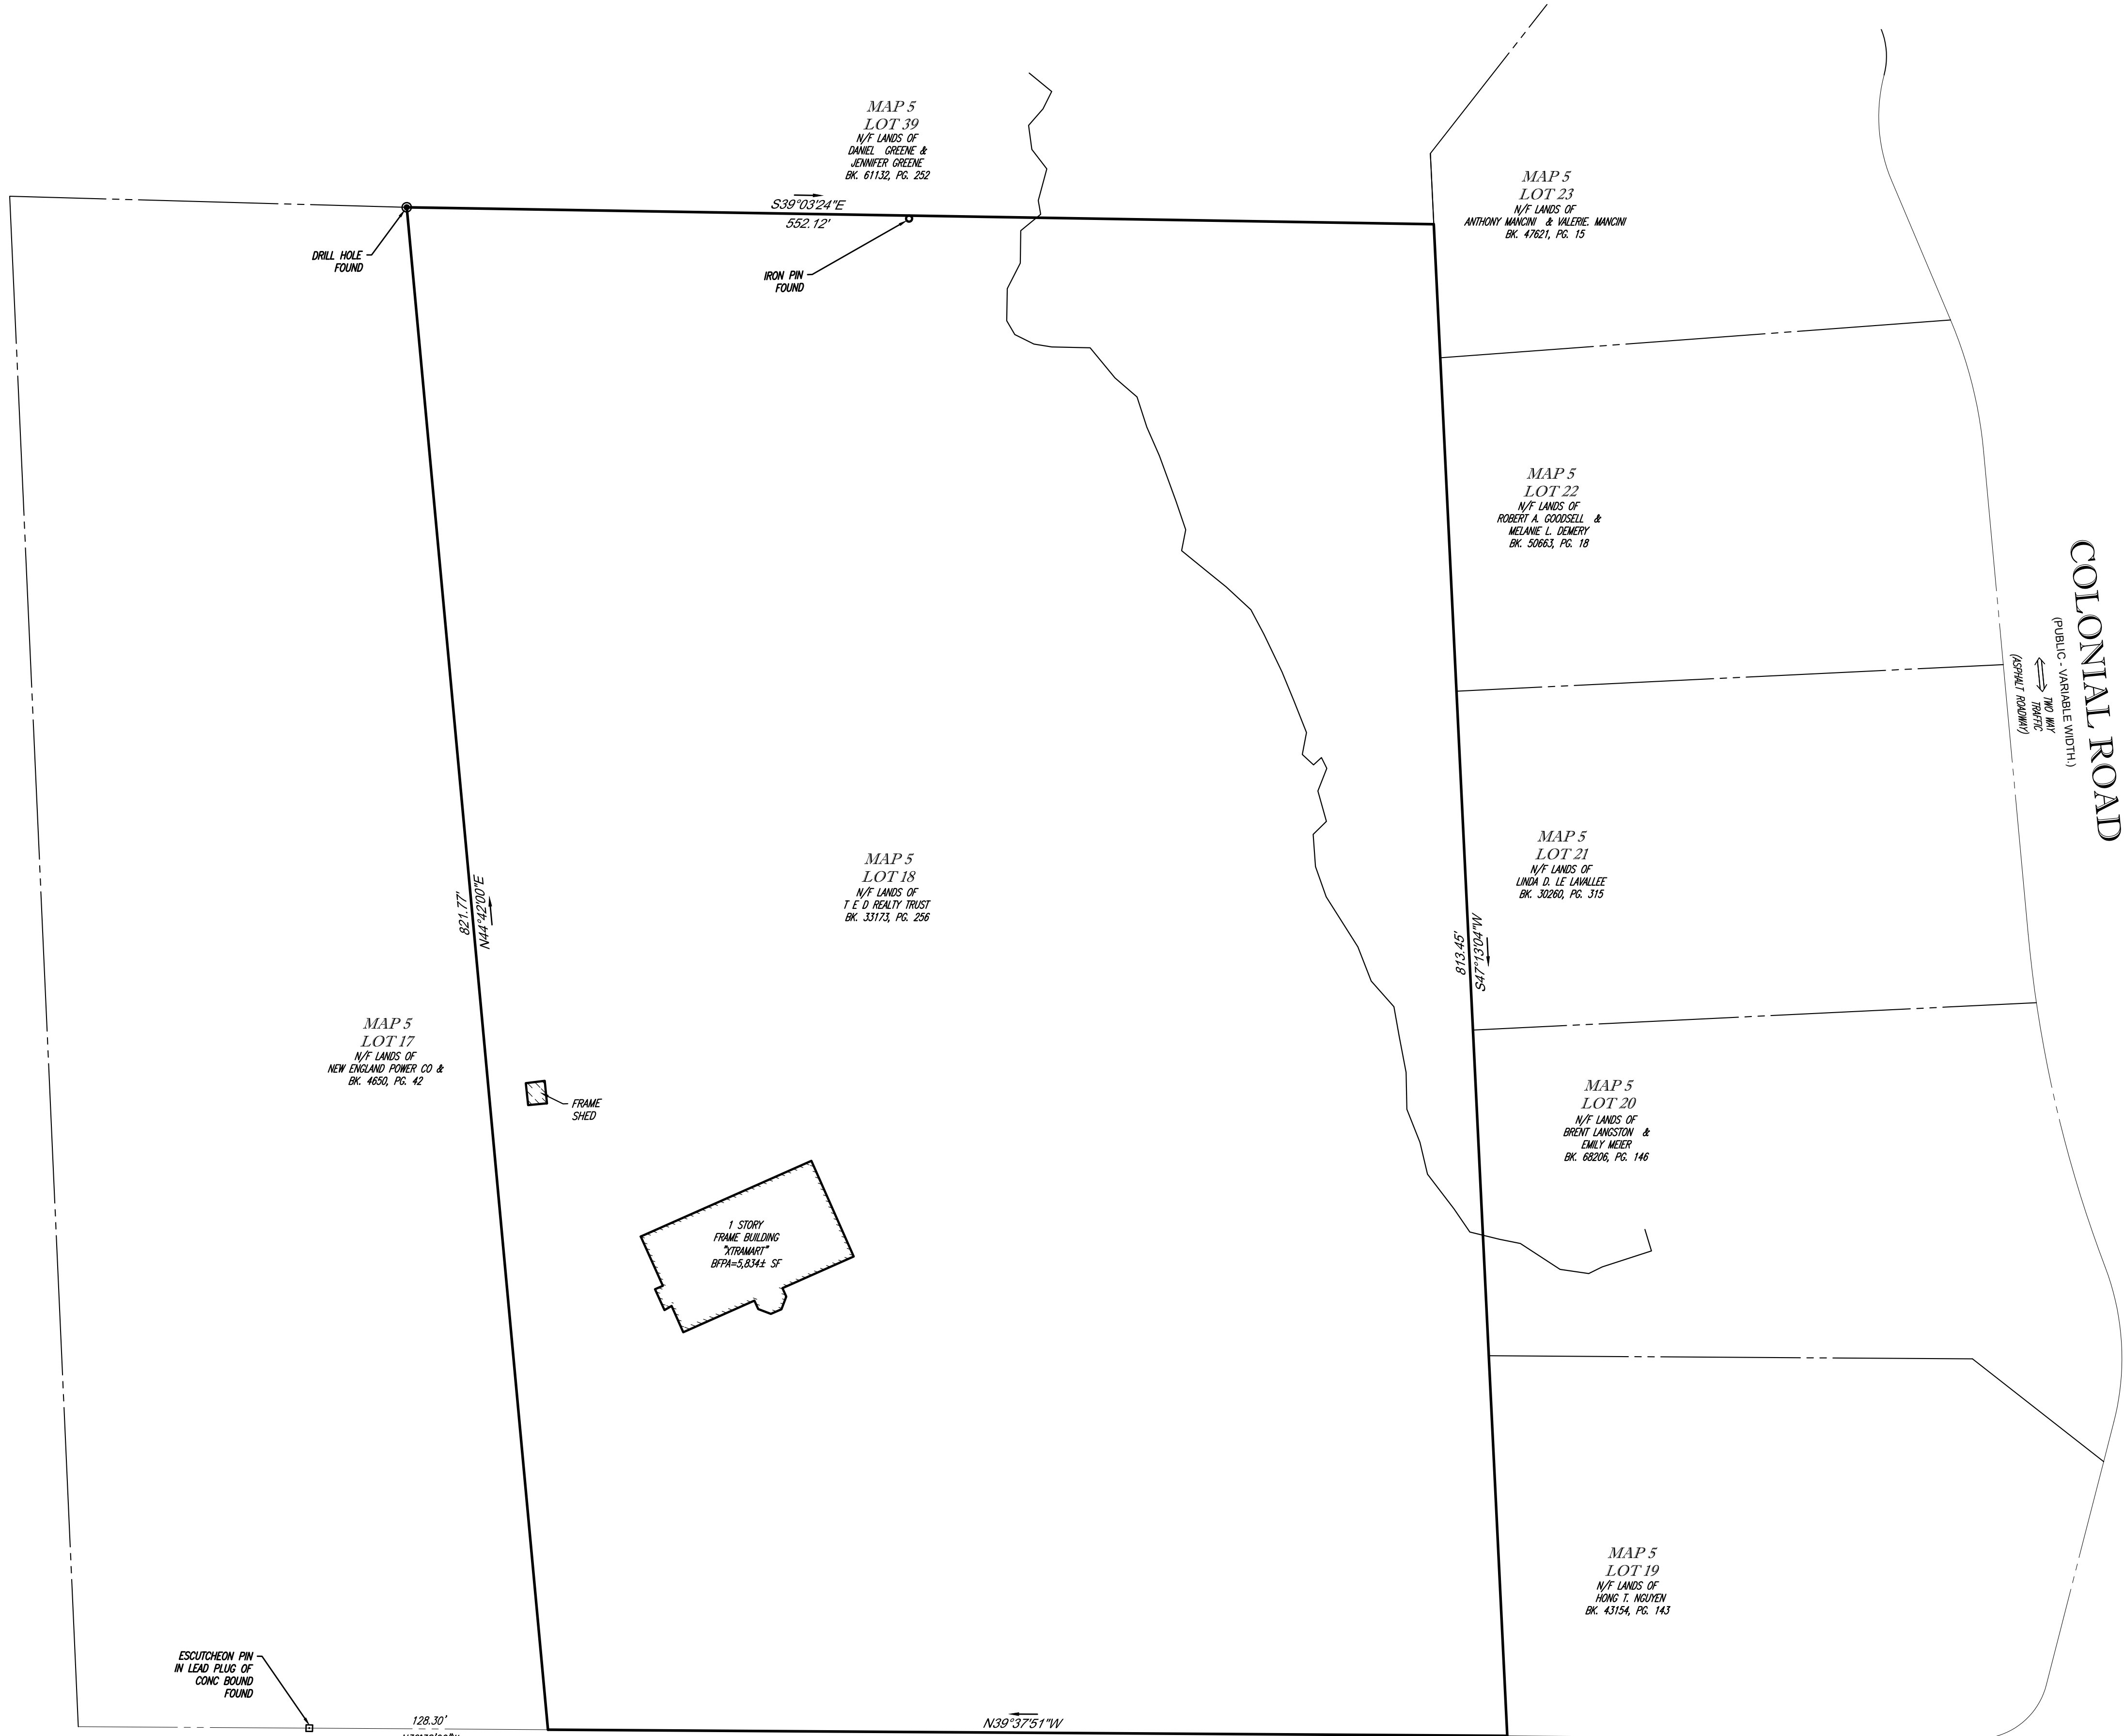 MAP 5
LOT 39
N/F LANDS OF
DANIEL GREENE &
JENNIFER GREENE
BK. 61132, PG. 252
S39°03'24"E
552.12'
DRILL HOLE
FOUND
IRON PIN
FOUND
MAP 5
LOT 23
N/F LANDS OF
ANTHONY MANCINI & VALERIE. MANCINI
BK. 47621, PG. 15
MAP 5
LOT 22
N/F LANDS OF
ROBERT A. GOODSELL &
MELANIE L. DEMERY
BK. 50663, PG. 18
COLONIAL ROAD
(PUBLIC - VARIABLE WIDTH.)
TWO WAY
TRAFFIC
(ASPHALT ROADWAY)
MAP 5
LOT 21
N/F LANDS OF
LINDA D. LE LAVALLEE
BK. 30260, PG. 315
MAP 5
LOT 18
N/F LANDS OF
T E D REALTY TRUST
BK. 33173, PG. 256
821.77'
N44°42'00"E
813.45'
S47°13'04"W
MAP 5
LOT 17
N/F LANDS OF
NEW ENGLAND POWER CO &
BK. 4650, PG. 42
FRAME
SHED
MAP 5
LOT 20
N/F LANDS OF
BRENT LANGSTON &
EMILY MEIER
BK. 68206, PG. 146
1 STORY
FRAME BUILDING
"XTRAMART"
BFPA=5,834± SF
MAP 5
LOT 19
N/F LANDS OF
HONG T. NGUYEN
BK. 43154, PG. 143
ESCUTCHEON PIN
IN LEAD PLUG OF
CONC BOUND
FOUND
128.30'
N39°37'51"W